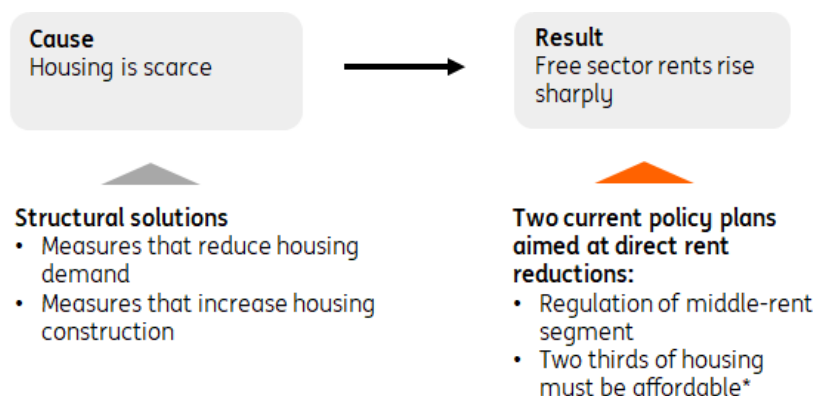 Cause
Housing is scarce
Result
Free sector rents rise
sharply
Structural solutions
• Measures that reduce housing
demand
• Measures that increase housing
construction
Two current policy plans
aimed at direct rent
reductions:
• Regulation of middle-rent
segment
• Two thirds of housing
must be affordable*